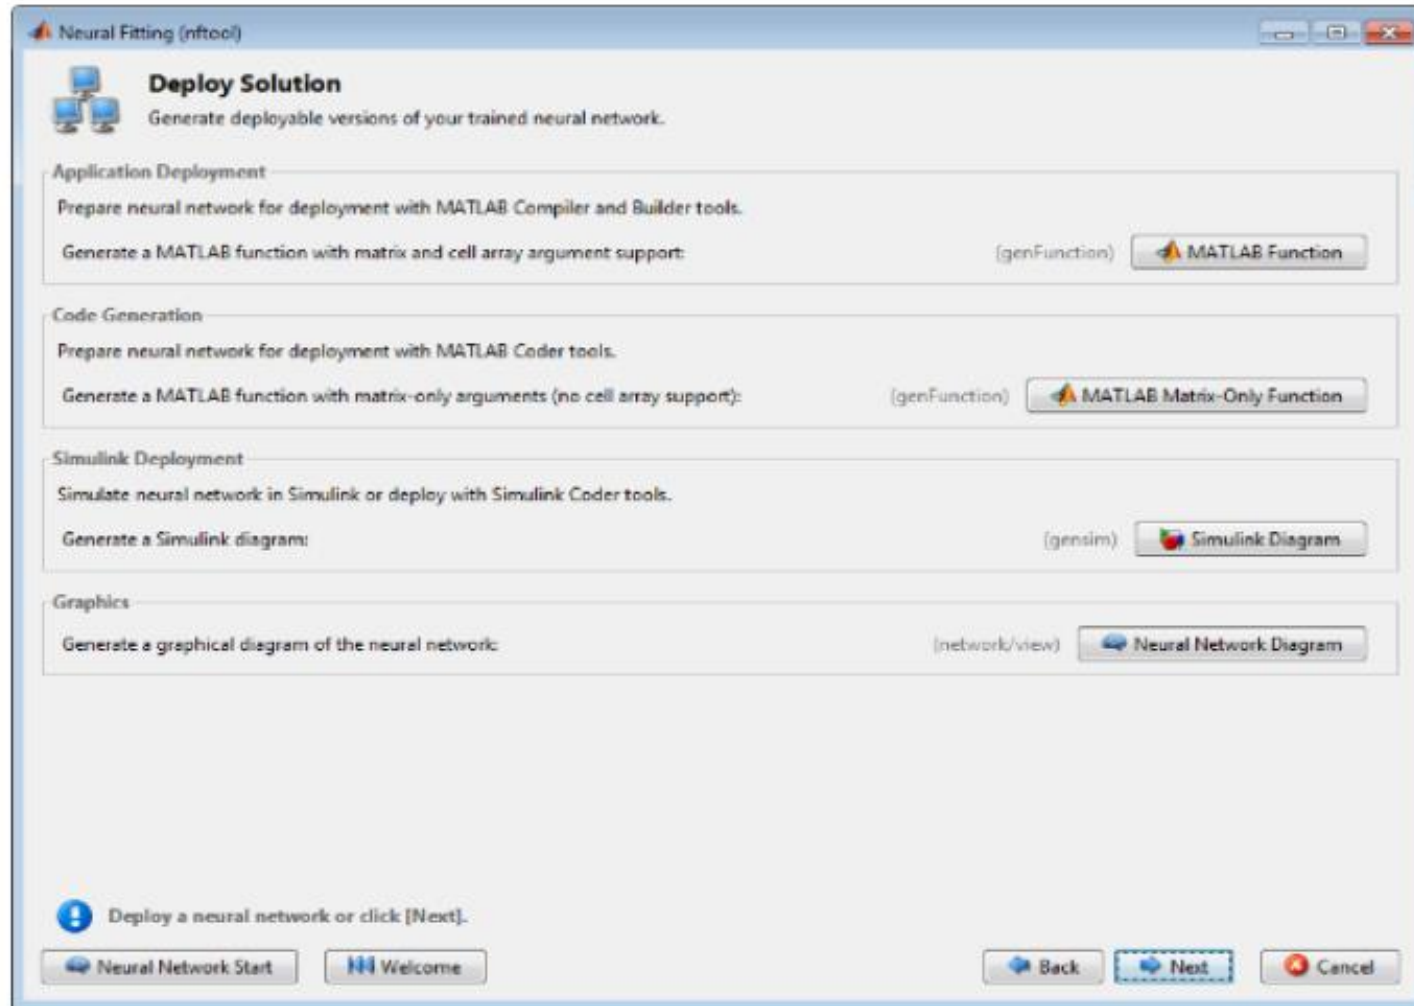 Neural Fitting (nftool)
Deploy Solution
Generate deployable versions of your trained neural network.
Application Deployment
Prepare neural network for deployment with MATLAB Compiler and Builder tools.
Generate a MATLAB function with matrix and cell array argument support: (genFunction) MATLAB Function
Code Generation
Prepare neural network for deployment with MATLAB Coder tools.
Generate a MATLAB function with matrix-only arguments (no cell array support): (genFunction) MATLAB Matrix-Only Function
Simulink Deployment
Simulate neural network in Simulink or deploy with Simulink Coder tools.
Generate a Simulink diagram: (gensim) Simulink Diagram
Graphics
Generate a graphical diagram of the neural network: (network/view) Neural Network Diagram
Deploy a neural network or click [Next].
Neural Network Start Welcome Back Next Cancel